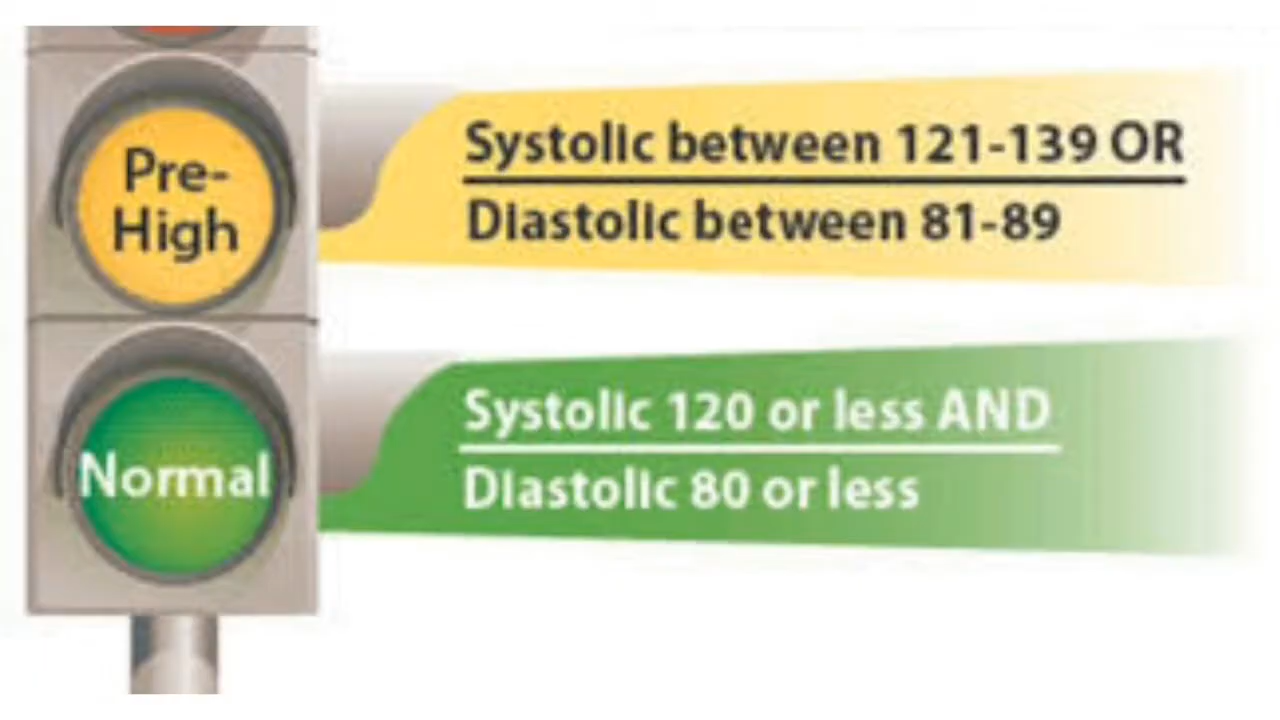 Pre-
High
Systolic between 121-139 OR
Diastolic between 81-89
Normal
Systolic 120 or less AND
Diastolic 80 or less